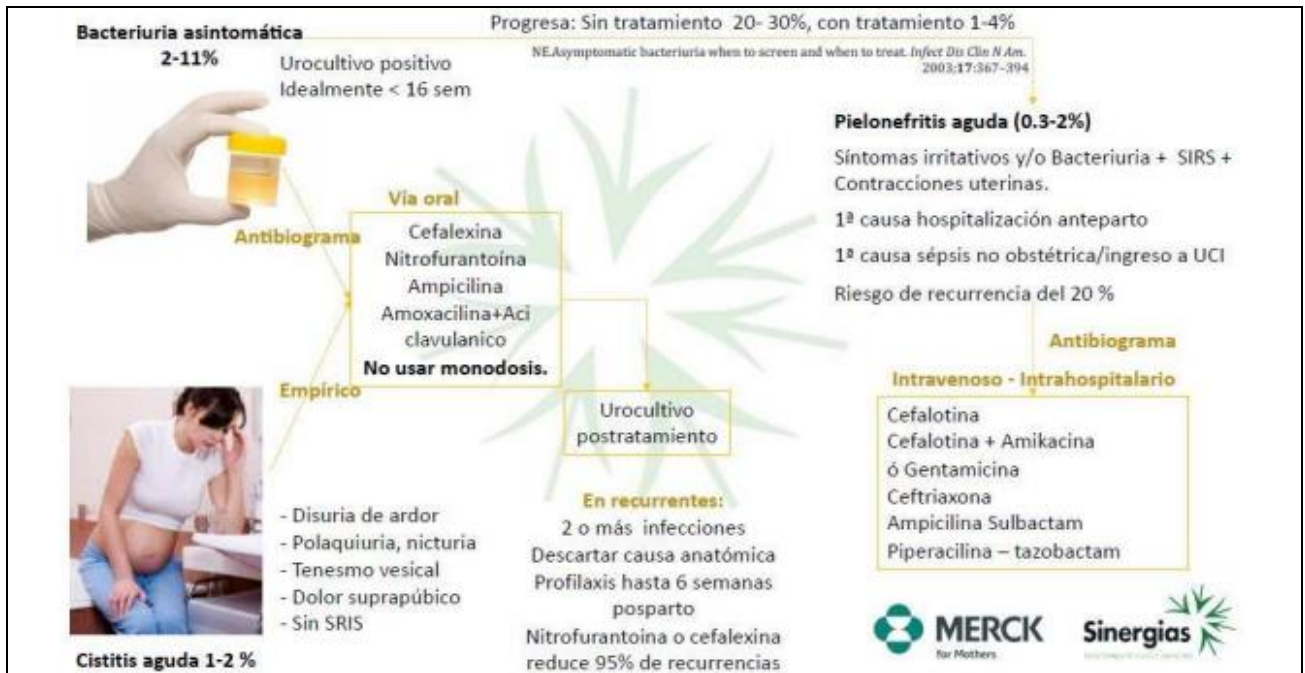 Bacteriuria asintomática
2-11%
Urocultivo positivo
Idealmente < 16 sem
Progresa: Sin tratamiento 20- 30%, con tratamiento 1-4%
NE.Asymptomatic bacteriuria when to screen and when to treat. Infect Dis Clin N Am.
2003;17:367–394
Pielonefritis aguda (0.3-2%)
Síntomas irritativos y/o Bacteriuria + SIRS +
Contracciones uterinas.
1ª causa hospitalización anteparto
1ª causa sépsis no obstétrica/ingreso a UCI
Riesgo de recurrencia del 20 %
Antibiograma
Intravenoso - Intrahospitalario
Cefalotina
Cefalotina + Amikacina
ó Gentamicina
Ceftriaxona
Ampicilina Sulbactam
Piperacilina – tazobactam
Antibiograma
Vía oral
Cefalexina
Nitrofurantoína
Ampicilina
Amoxacilina+Aci
clavulanico
No usar monodosis.
Empírico
Urocultivo
postratamiento
- Disuria de ardor
- Polaquiuria, nicturia
- Tenesmo vesical
- Dolor suprapúbico
- Sin SRIS
Cistitis aguda 1-2 %
En recurrentes:
2 o más infecciones
Descartar causa anatómica
Profilaxis hasta 6 semanas
posparto
Nitrofurantoina o cefalexina
reduce 95% de recurrencias
MERCK
for Mothers
Sinergias